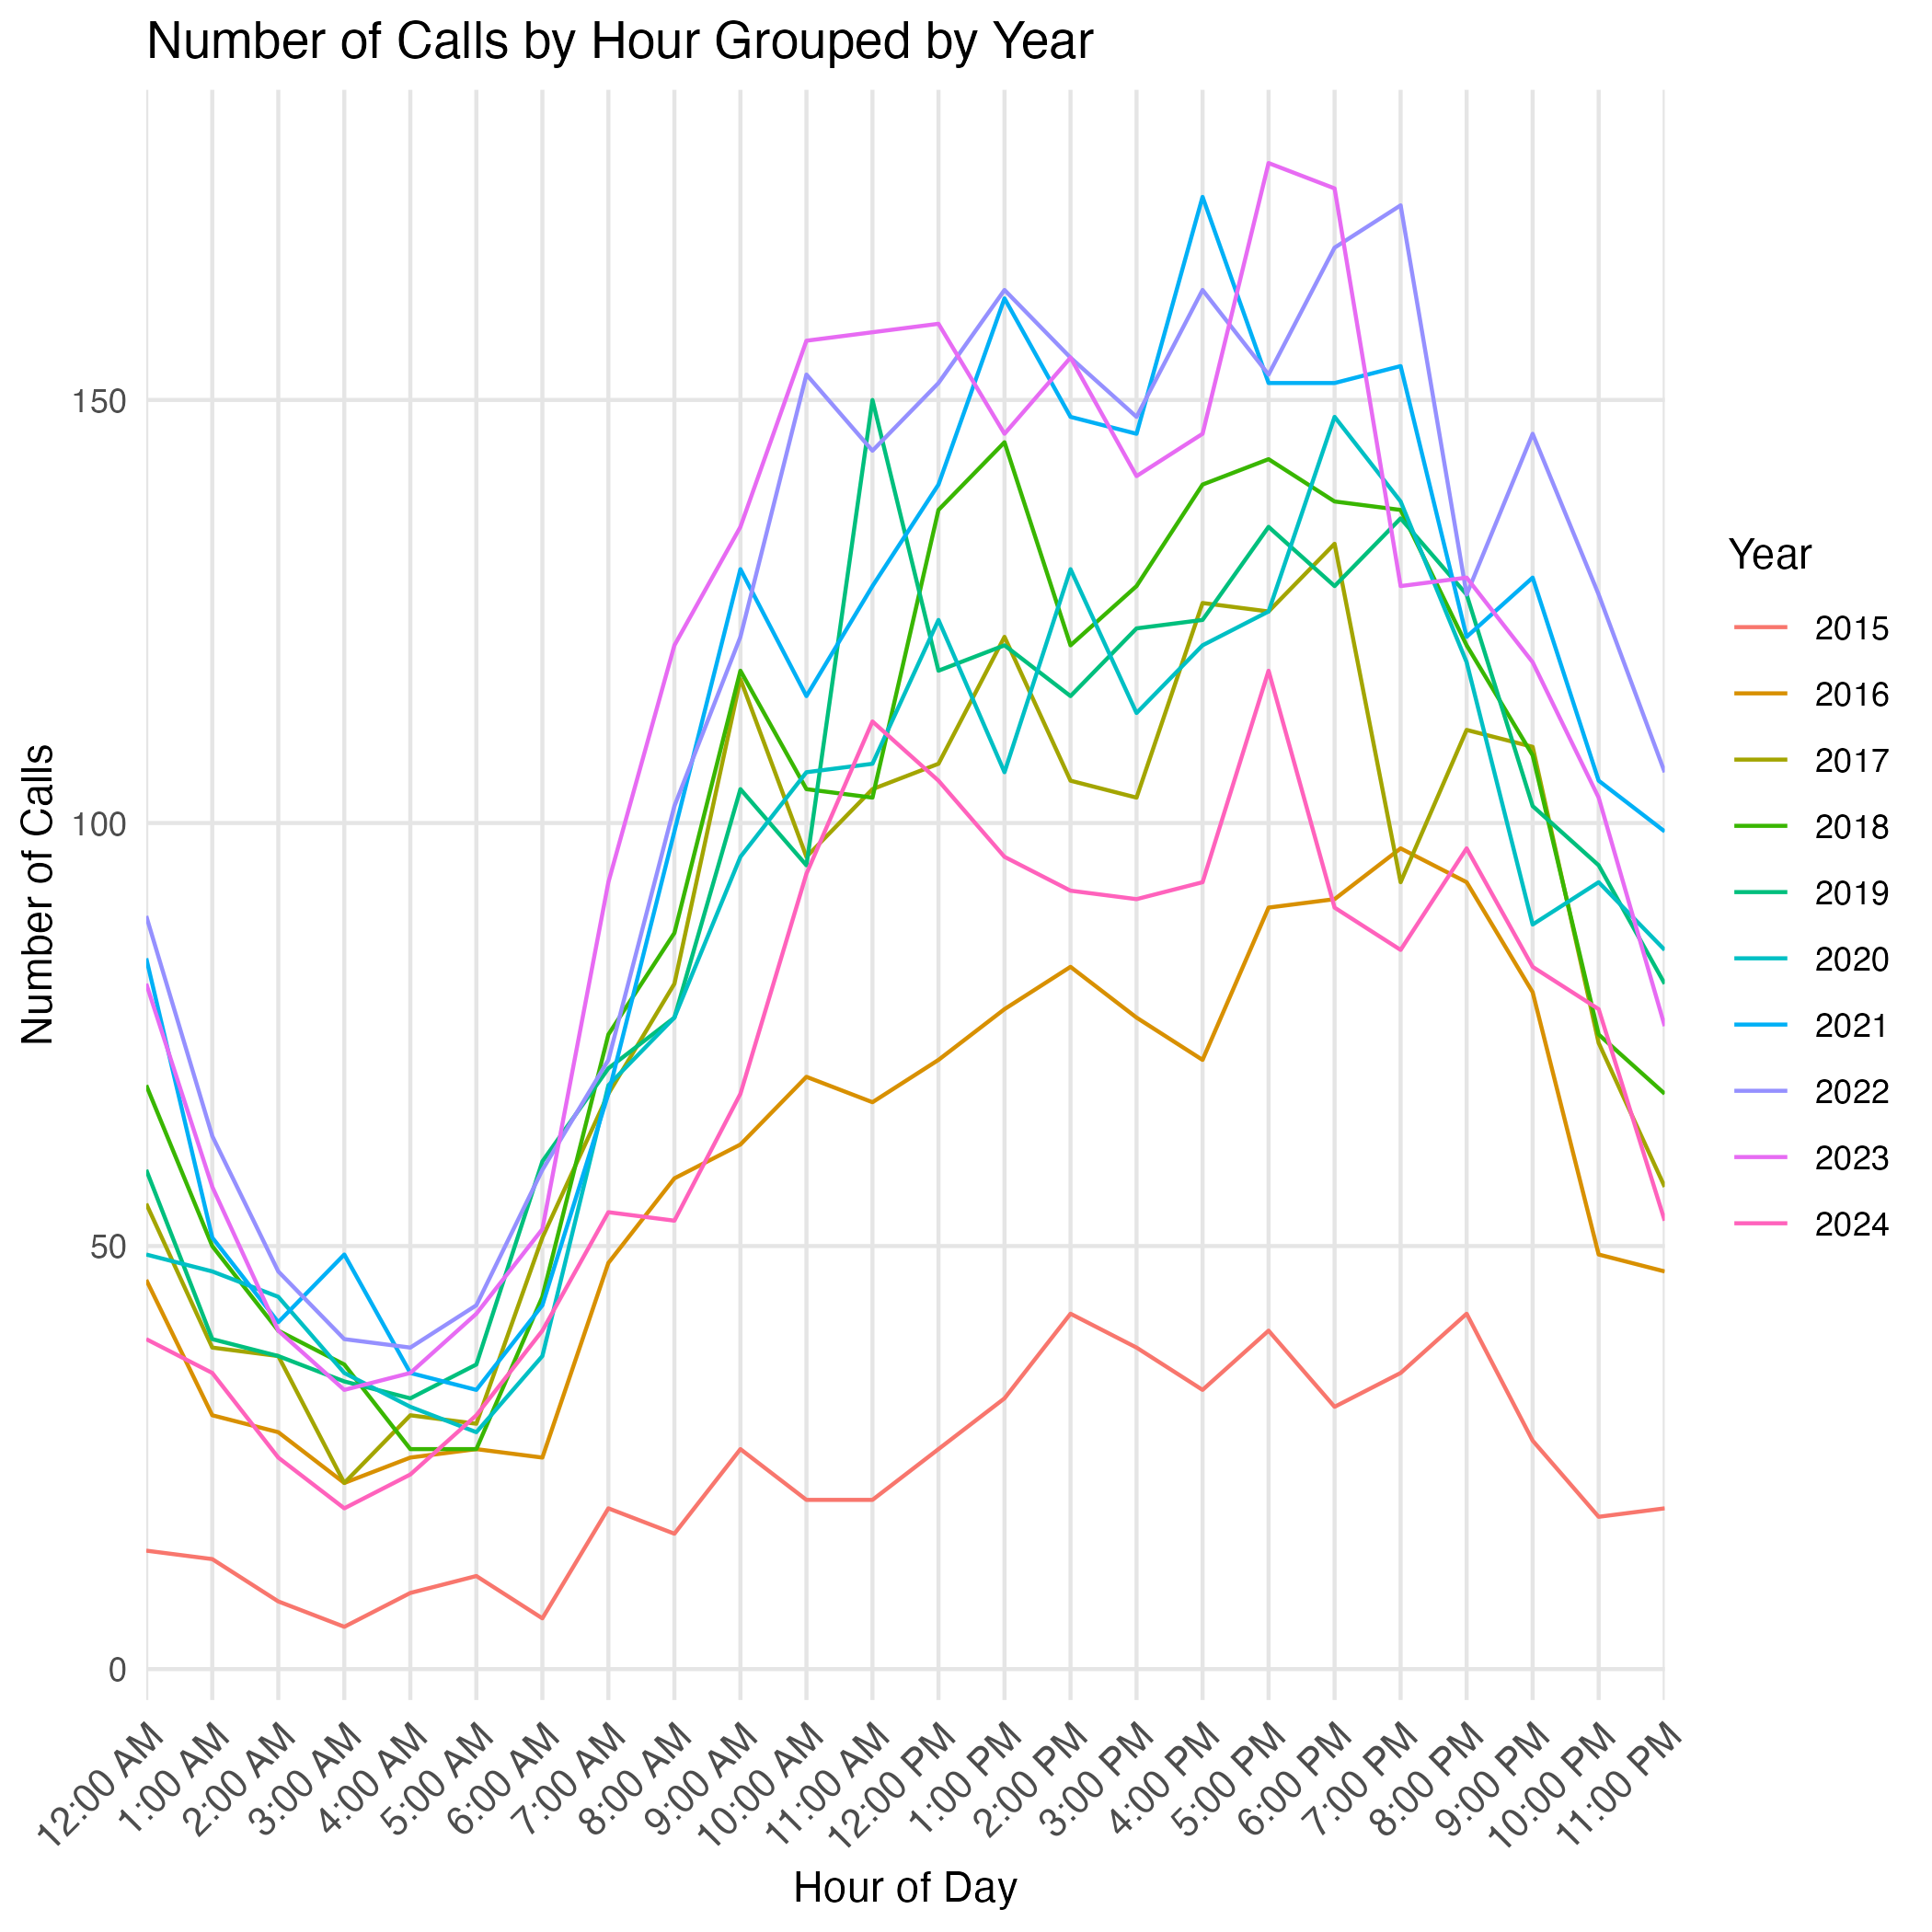 Number of Calls by Hour Grouped by Year
Number of Calls
150
100
50
0
12:00 AM
1:00 AM
2:00 AM
3:00 AM
4:00 AM
5:00 AM
6:00 AM
7:00 AM
8:00 AM
9:00 AM
10:00 AM
11:00 AM
12:00 PM
1:00 PM
2:00 PM
3:00 PM
4:00 PM
5:00 PM
6:00 PM
7:00 PM
8:00 PM
9:00 PM
10:00 PM
11:00 PM
Hour of Day
Year
2015
2016
2017
2018
2019
2020
2021
2022
2023
2024